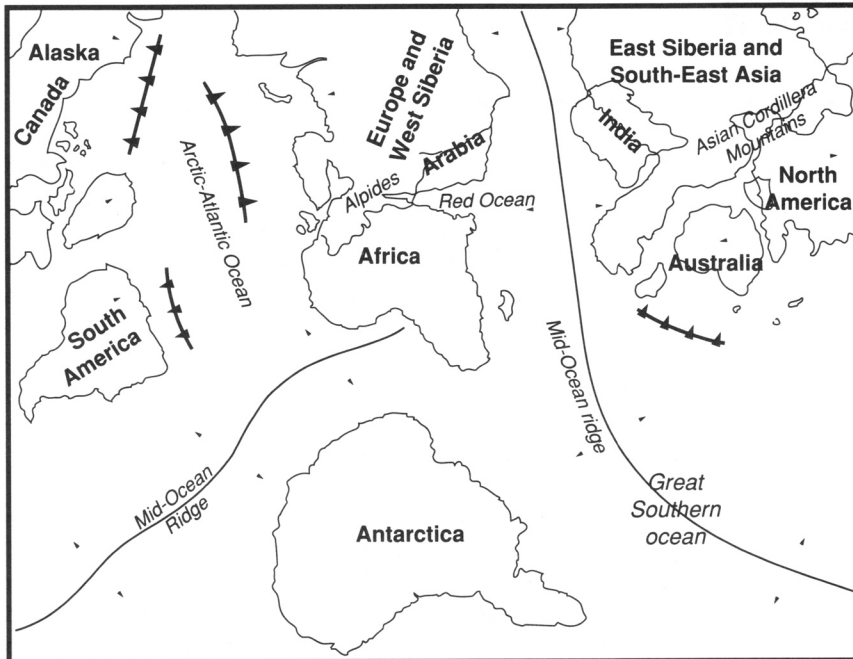 Alaska
Canada
Europe and
West Siberia
East Siberia and
South-East Asia
India
Asian Cordillera
Mountains
Arabia
North
America
Alpides
Red Ocean
Arctic-Atlantic Ocean
Africa
Australia
South
America
Mid-Ocean ridge
Mid-Ocean
Ridge
Great
Southern
ocean
Antarctica